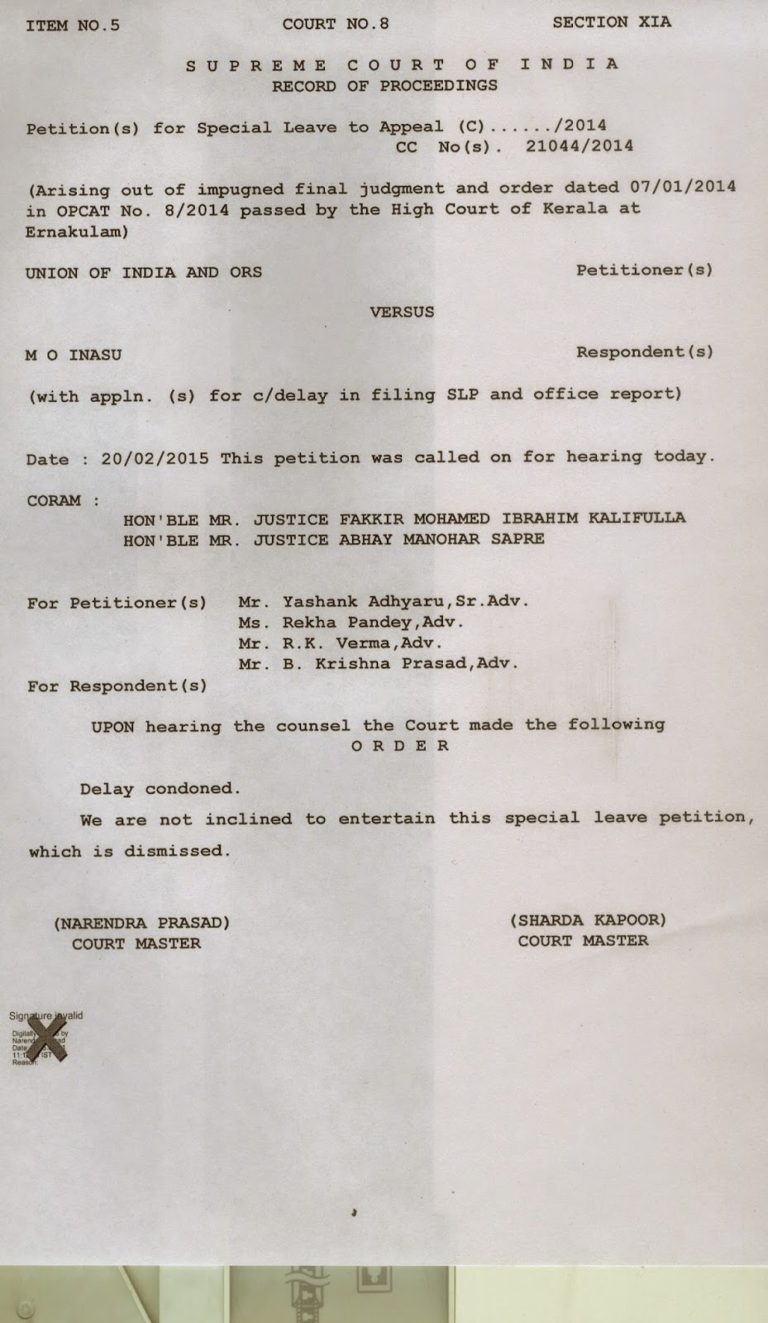 ITEM NO.5 COURT NO.8 SECTION XIA
S U P R E M E C O U R T O F I N D I A
RECORD OF PROCEEDINGS
Petition(s) for Special Leave to Appeal (C)....../2014
CC No(s). 21044/2014
(Arising out of impugned final judgment and order dated 07/01/2014
in OPCAT No. 8/2014 passed by the High Court of Kerala at
Ernakulam)
UNION OF INDIA AND ORS Petitioner(s)
VERSUS
M O INASU Respondent(s)
(with appln. (s) for c/delay in filing SLP and office report)
Date : 20/02/2015 This petition was called on for hearing today.
CORAM :
HON'BLE MR. JUSTICE FAKKIR MOHAMED IBRAHIM KALIFULLA
HON'BLE MR. JUSTICE ABHAY MANOHAR SAPRE
For Petitioner(s) Mr. Yashank Adhyaru,Sr.Adv.
Ms. Rekha Pandey,Adv.
Mr. R.K. Verma,Adv.
Mr. B. Krishna Prasad,Adv.
For Respondent(s)
UPON hearing the counsel the Court made the following
O R D E R
Delay condoned.
We are not inclined to entertain this special leave petition,
which is dismissed.
(NARENDRA PRASAD) (SHARDA KAPOOR)
COURT MASTER COURT MASTER
Signature invalid
by
Date
IST
Reason: